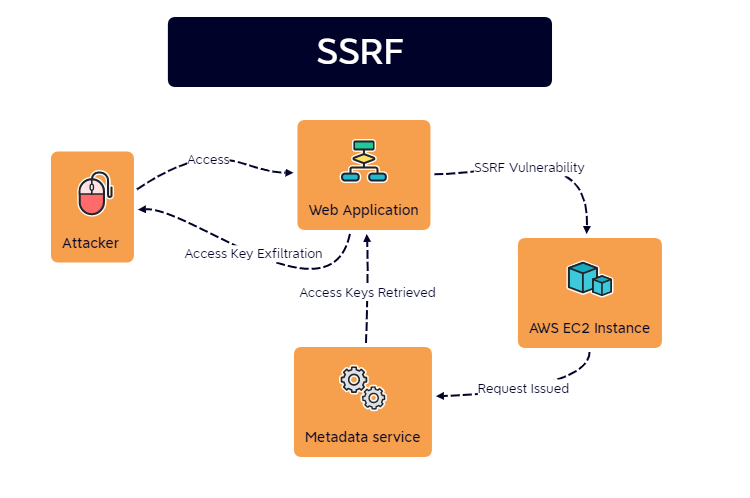 SSRF
Access
SSRF Vulnerability
Web Application
Attacker
Access Key Exfiltration
Access Keys Retrieved
AWS EC2 Instance
Request Issued
Metadata service